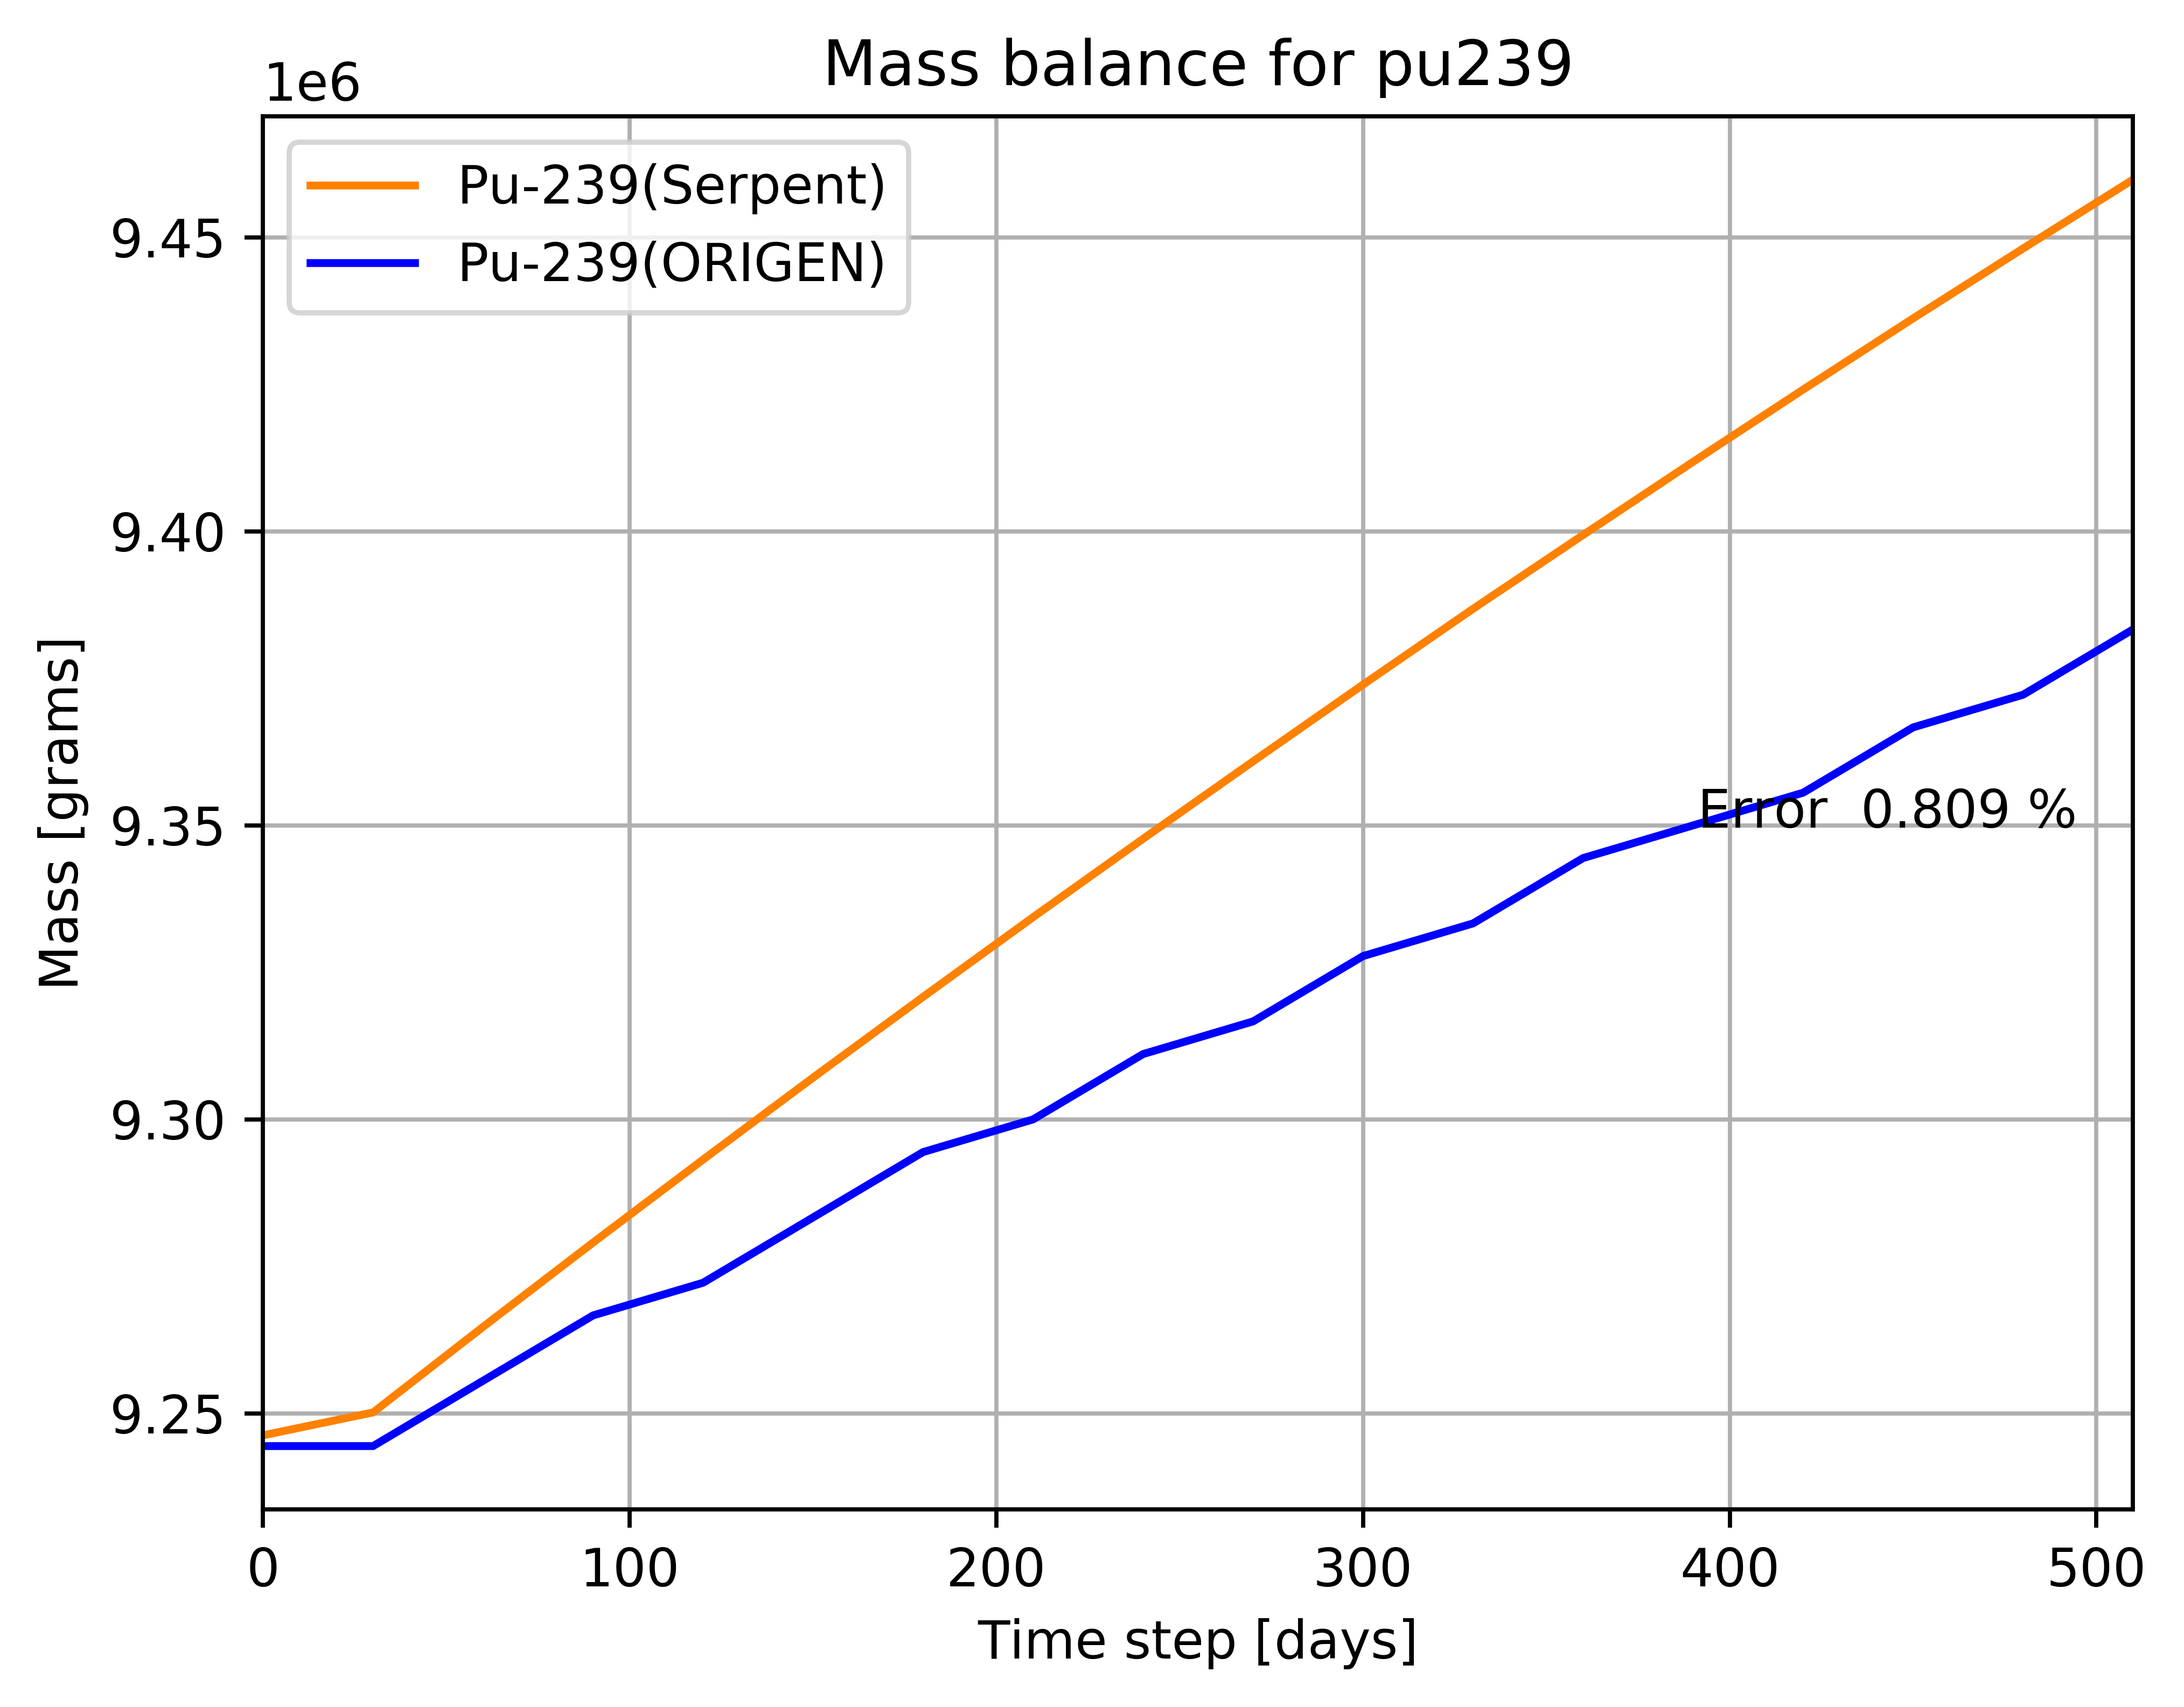 Mass balance for pu239
1e6
Pu-239(Serpent)
Pu-239(ORIGEN)
9.45
9.40
9.35
9.30
9.25
Mass [grams]
Error  0.809 %
0 100 200 300 400 500
Time step [days]